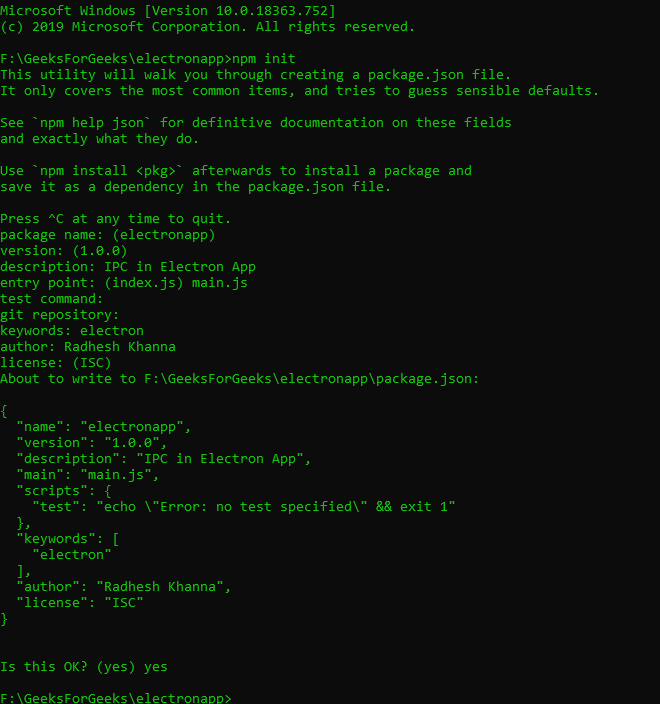 Microsoft Windows [Version 10.0.18363.752]
(c) 2019 Microsoft Corporation. All rights reserved.
F:\GeeksForGeeks\electronapp>npm init
This utility will walk you through creating a package.json file.
It only covers the most common items, and tries to guess sensible defaults.
See `npm help json` for definitive documentation on these fields
and exactly what they do.
Use `npm install <pkg>` afterwards to install a package and
save it as a dependency in the package.json file.
Press ^C at any time to quit.
package name: (electronapp)
version: (1.0.0)
description: IPC in Electron App
entry point: (index.js) main.js
test command:
git repository:
keywords: electron
author: Radhesh Khanna
license: (ISC)
About to write to F:\GeeksForGeeks\electronapp\package.json:
{
  "name": "electronapp",
  "version": "1.0.0",
  "description": "IPC in Electron App",
  "main": "main.js",
  "scripts": {
    "test": "echo \"Error: no test specified\" && exit 1"
  },
  "keywords": [
    "electron"
  ],
  "author": "Radhesh Khanna",
  "license": "ISC"
}
Is this OK? (yes) yes
F:\GeeksForGeeks\electronapp>